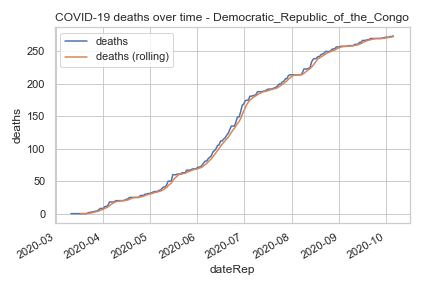 COVID-19 deaths over time - Democratic_Republic_of_the_Congo
deaths
deaths (rolling)
250
200
150
100
50
0
deaths
2020-03
2020-04
2020-05
2020-06
2020-07
2020-08
2020-09
2020-10
dateRep